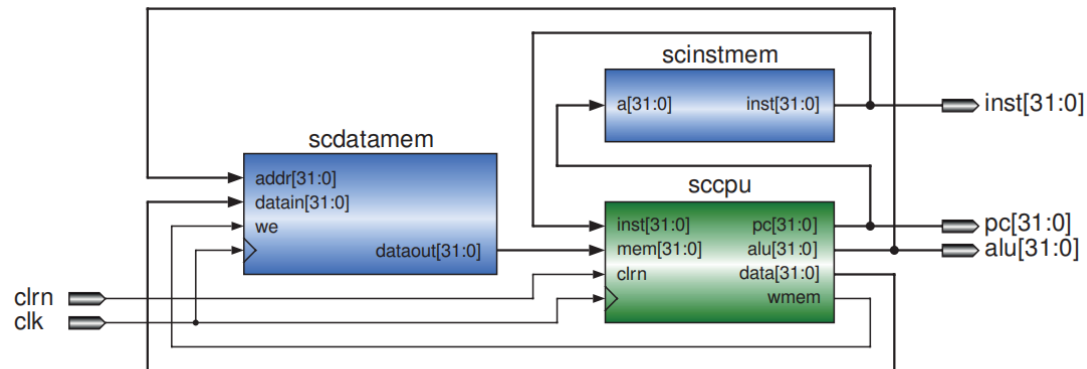 scinstmem
a[31:0] inst[31:0]
inst[31:0]
scdatamem
addr[31:0]
datain[31:0]
we
dataout[31:0]
sccpu
inst[31:0] pc[31:0]
mem[31:0] alu[31:0]
clrn data[31:0]
wmem
pc[31:0]
alu[31:0]
clrn
clk